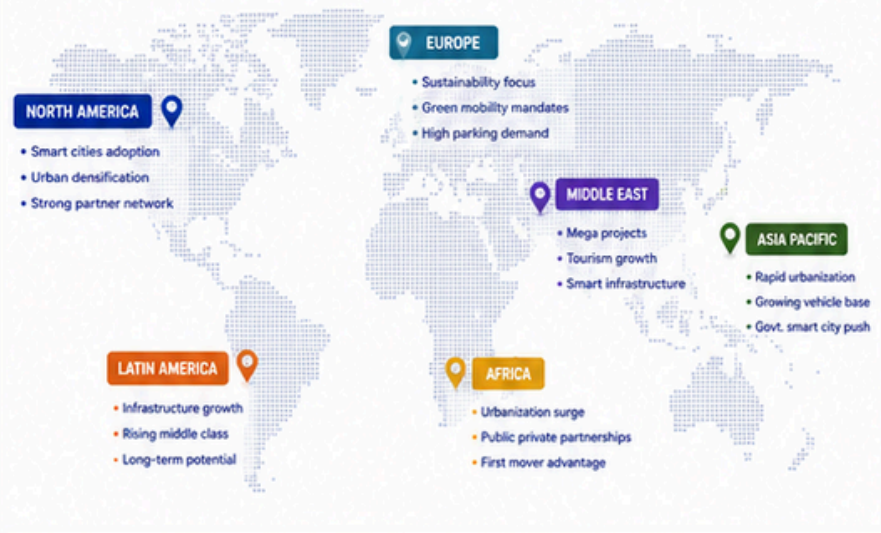 EUROPE
• Sustainability focus
• Green mobility mandates
• High parking demand
NORTH AMERICA
• Smart cities adoption
• Urban densification
• Strong partner network
MIDDLE EAST
• Mega projects
• Tourism growth
• Smart infrastructure
ASIA PACIFIC
• Rapid urbanization
• Growing vehicle base
• Govt. smart city push
LATIN AMERICA
• Infrastructure growth
• Rising middle class
• Long-term potential
AFRICA
• Urbanization surge
• Public private partnerships
• First mover advantage